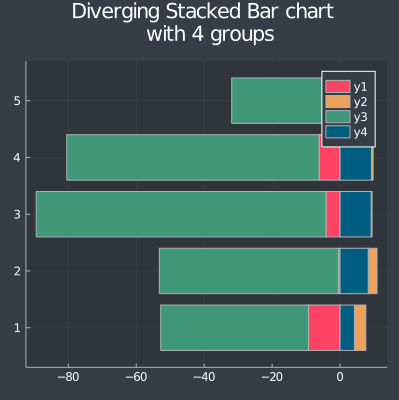 Diverging Stacked Bar chart
with 4 groups
y1
y2
y3
y4
5
4
3
2
1
−80 −60 −40 −20 0